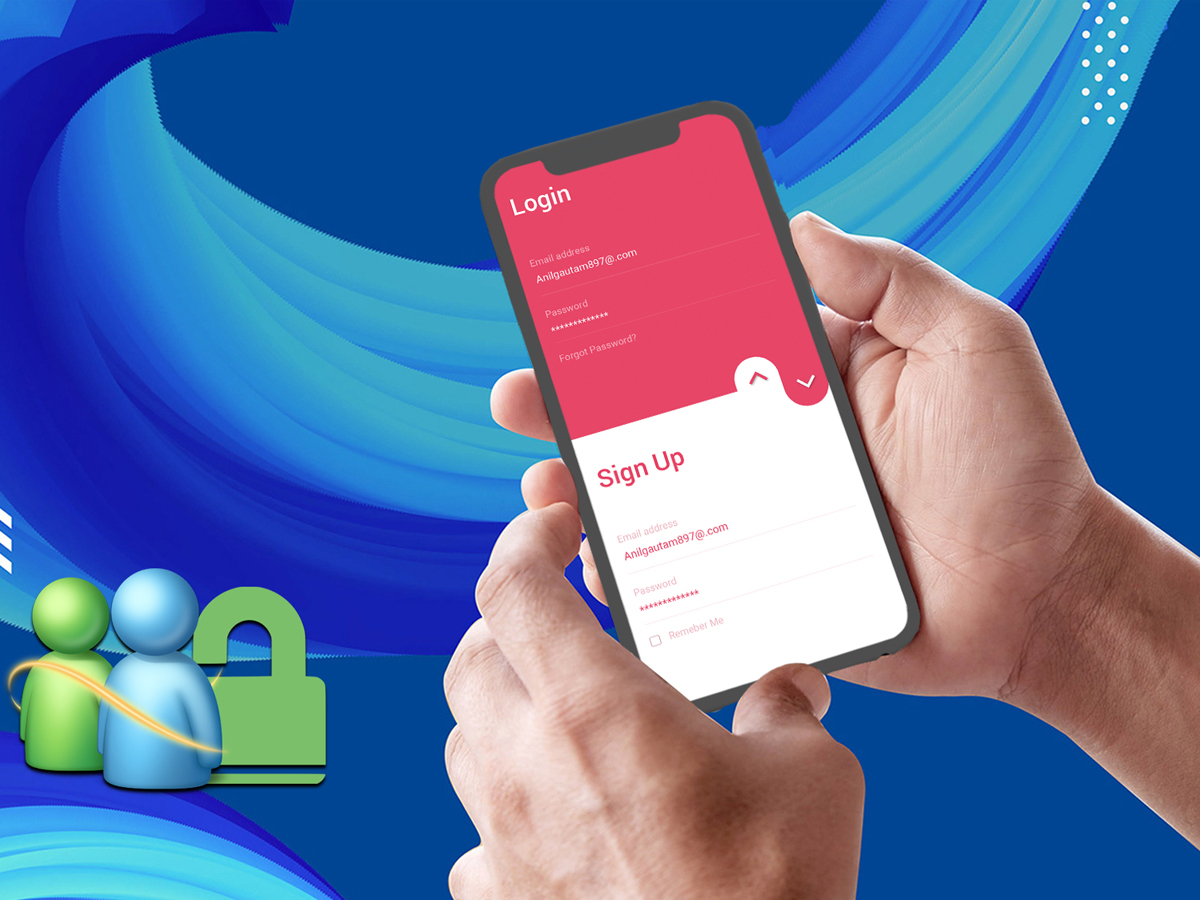 Login
Email address
Anilgautam897@.com
Password
*************
Forgot Password?
Sign Up
Email address
Anilgautam897@.com
Password
*************
Remeber Me